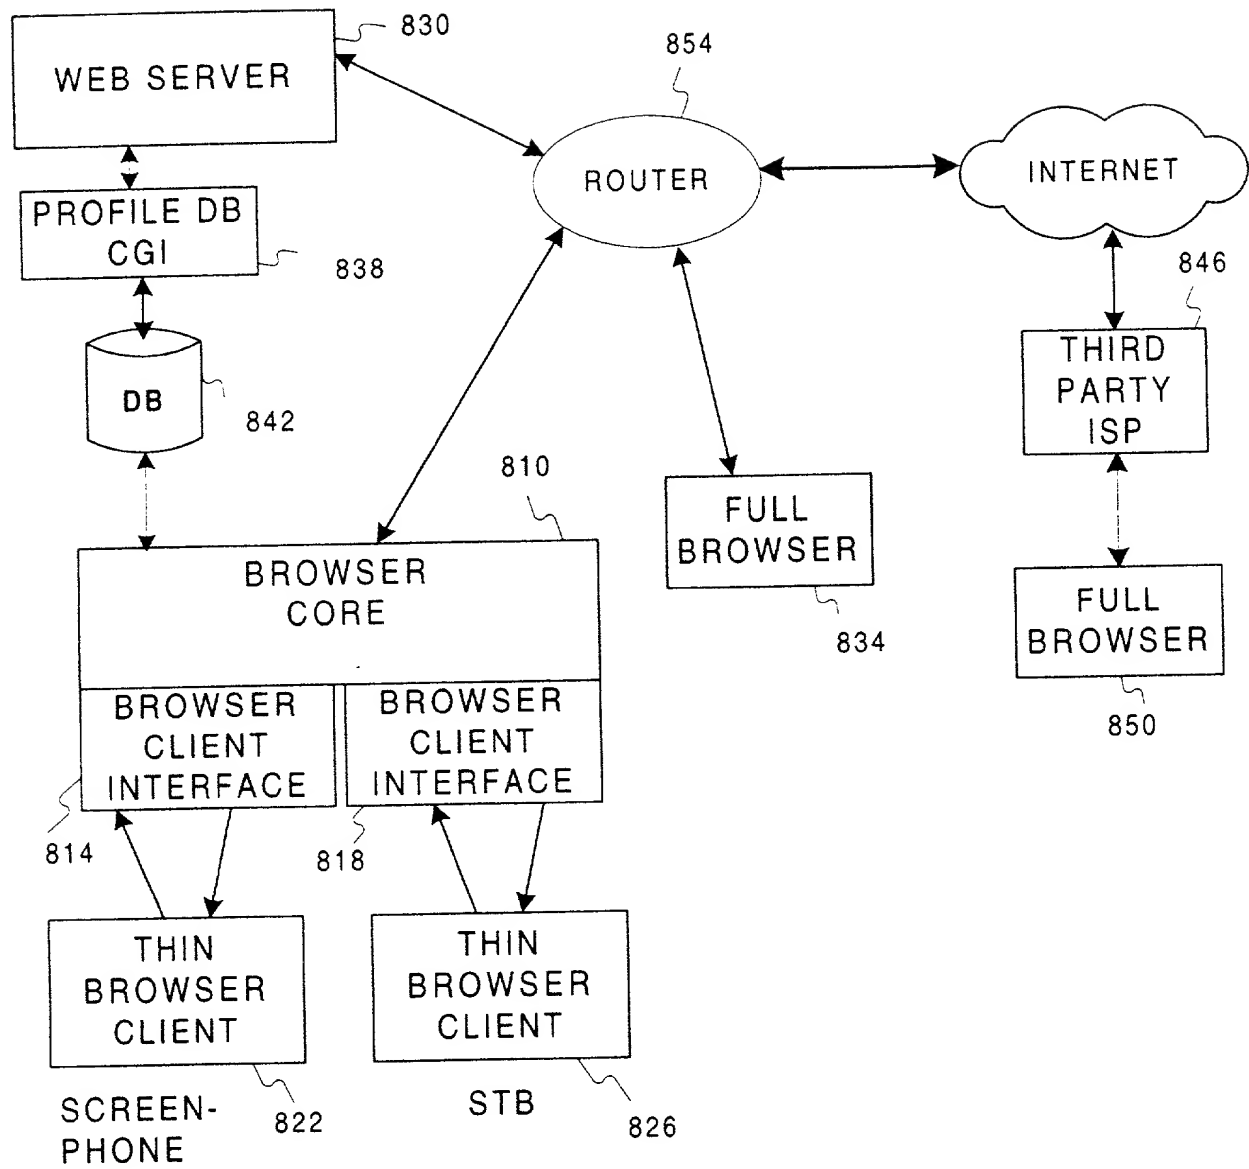 830
WEB SERVER
854
ROUTER
INTERNET
PROFILE DB
CGI
838
846
THIRD
PARTY
ISP
DB
842
810
FULL
BROWSER
834
FULL
BROWSER
850
BROWSER
CORE
BROWSER
CLIENT
INTERFACE
814
BROWSER
CLIENT
INTERFACE
818
THIN
BROWSER
CLIENT
822
SCREEN-
PHONE
THIN
BROWSER
CLIENT
826
STB